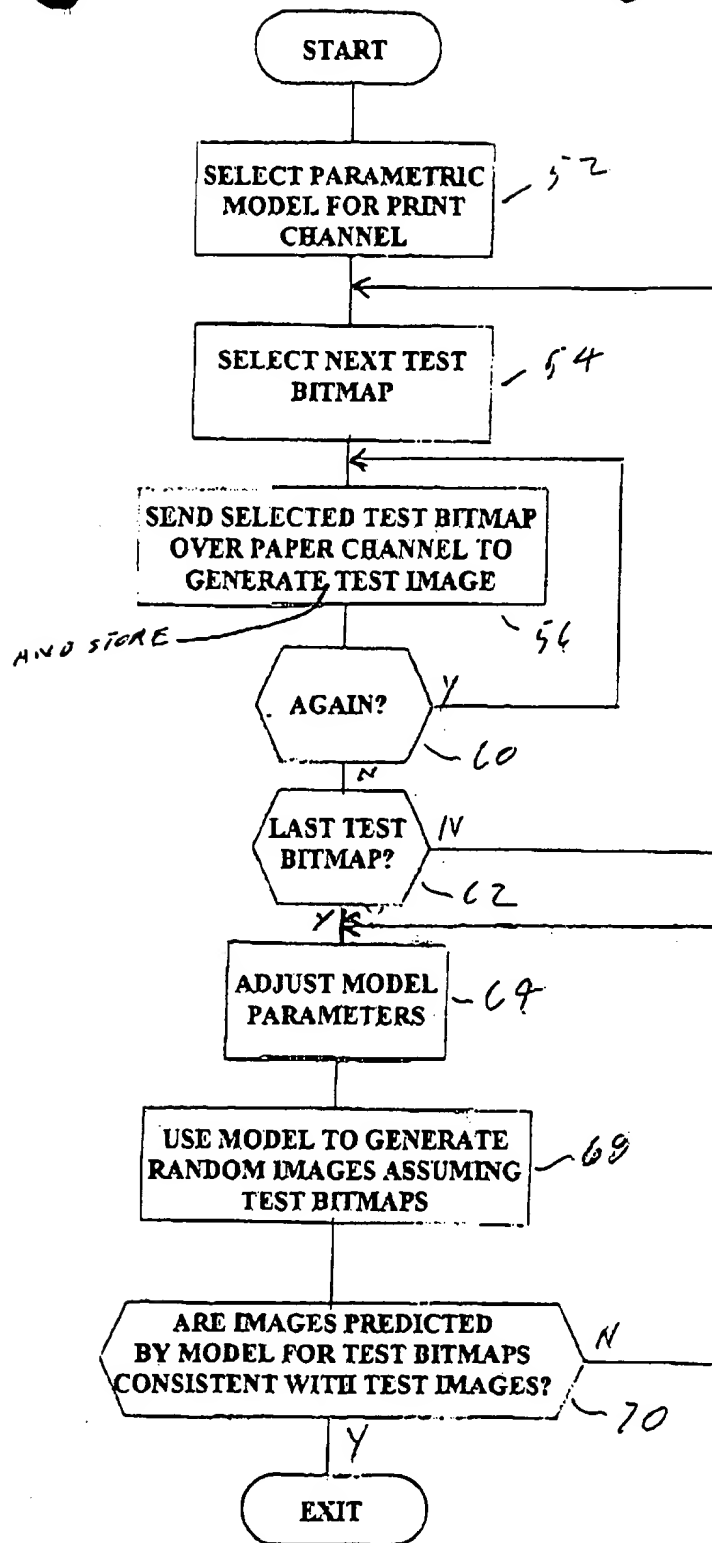 START
SELECT PARAMETRIC
MODEL FOR PRINT
CHANNEL
52
SELECT NEXT TEST
BITMAP
54
SEND SELECTED TEST BITMAP
OVER PAPER CHANNEL TO
GENERATE TEST IMAGE
AND STORE
56
AGAIN?
Y
60
N
LAST TEST
BITMAP?
N
62
Y
ADJUST MODEL
PARAMETERS
64
USE MODEL TO GENERATE
RANDOM IMAGES ASSUMING
TEST BITMAPS
69
ARE IMAGES PREDICTED
BY MODEL FOR TEST BITMAPS
CONSISTENT WITH TEST IMAGES?
N
70
Y
EXIT